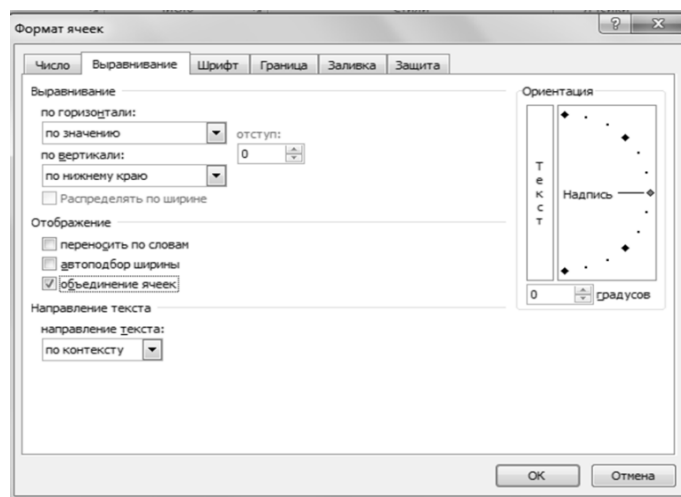 Формат ячеек
Число Выравнивание Шрифт Граница Заливка Защита
Выравнивание
по горизонтали:
по значению
отступ:
0
по вертикали:
по нижнему краю
Распределять по ширине
Отображение
переносить по словам
автоподбор ширины
объединение ячеек
Направление текста
направление текста:
по контексту
Ориентация
Текст
Надпись
0 градусов
ОК Отмена